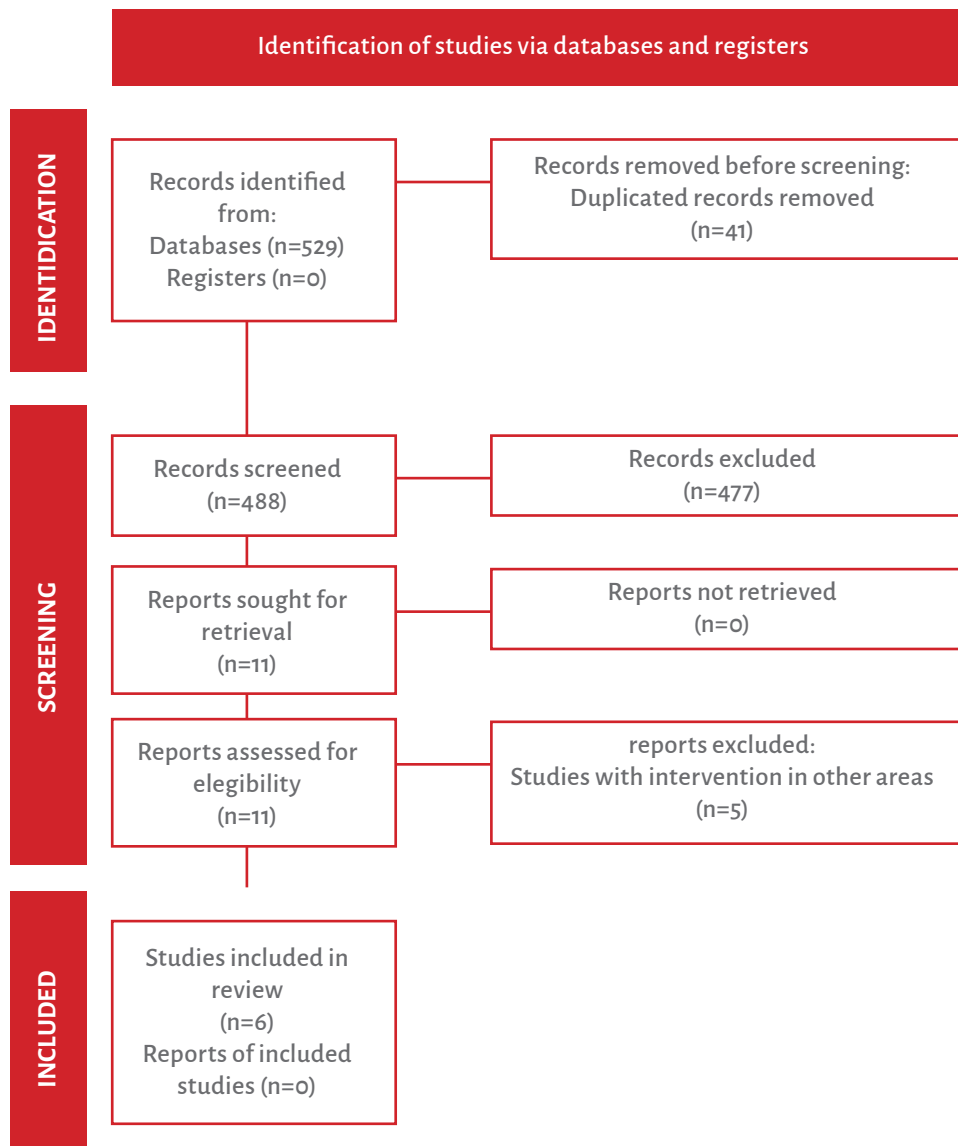 Identification of studies via databases and registers
IDENTIDICATION
Records identified
from:
Databases (n=529)
Registers (n=0)
Records removed before screening:
Duplicated records removed
(n=41)
SCREENING
Records screened
(n=488)
Records excluded
(n=477)
Reports sought for
retrieval
(n=11)
Reports not retrieved
(n=0)
Reports assessed for
elegibility
(n=11)
reports excluded:
Studies with intervention in other areas
(n=5)
INCLUDED
Studies included in
review
(n=6)
Reports of included
studies (n=0)